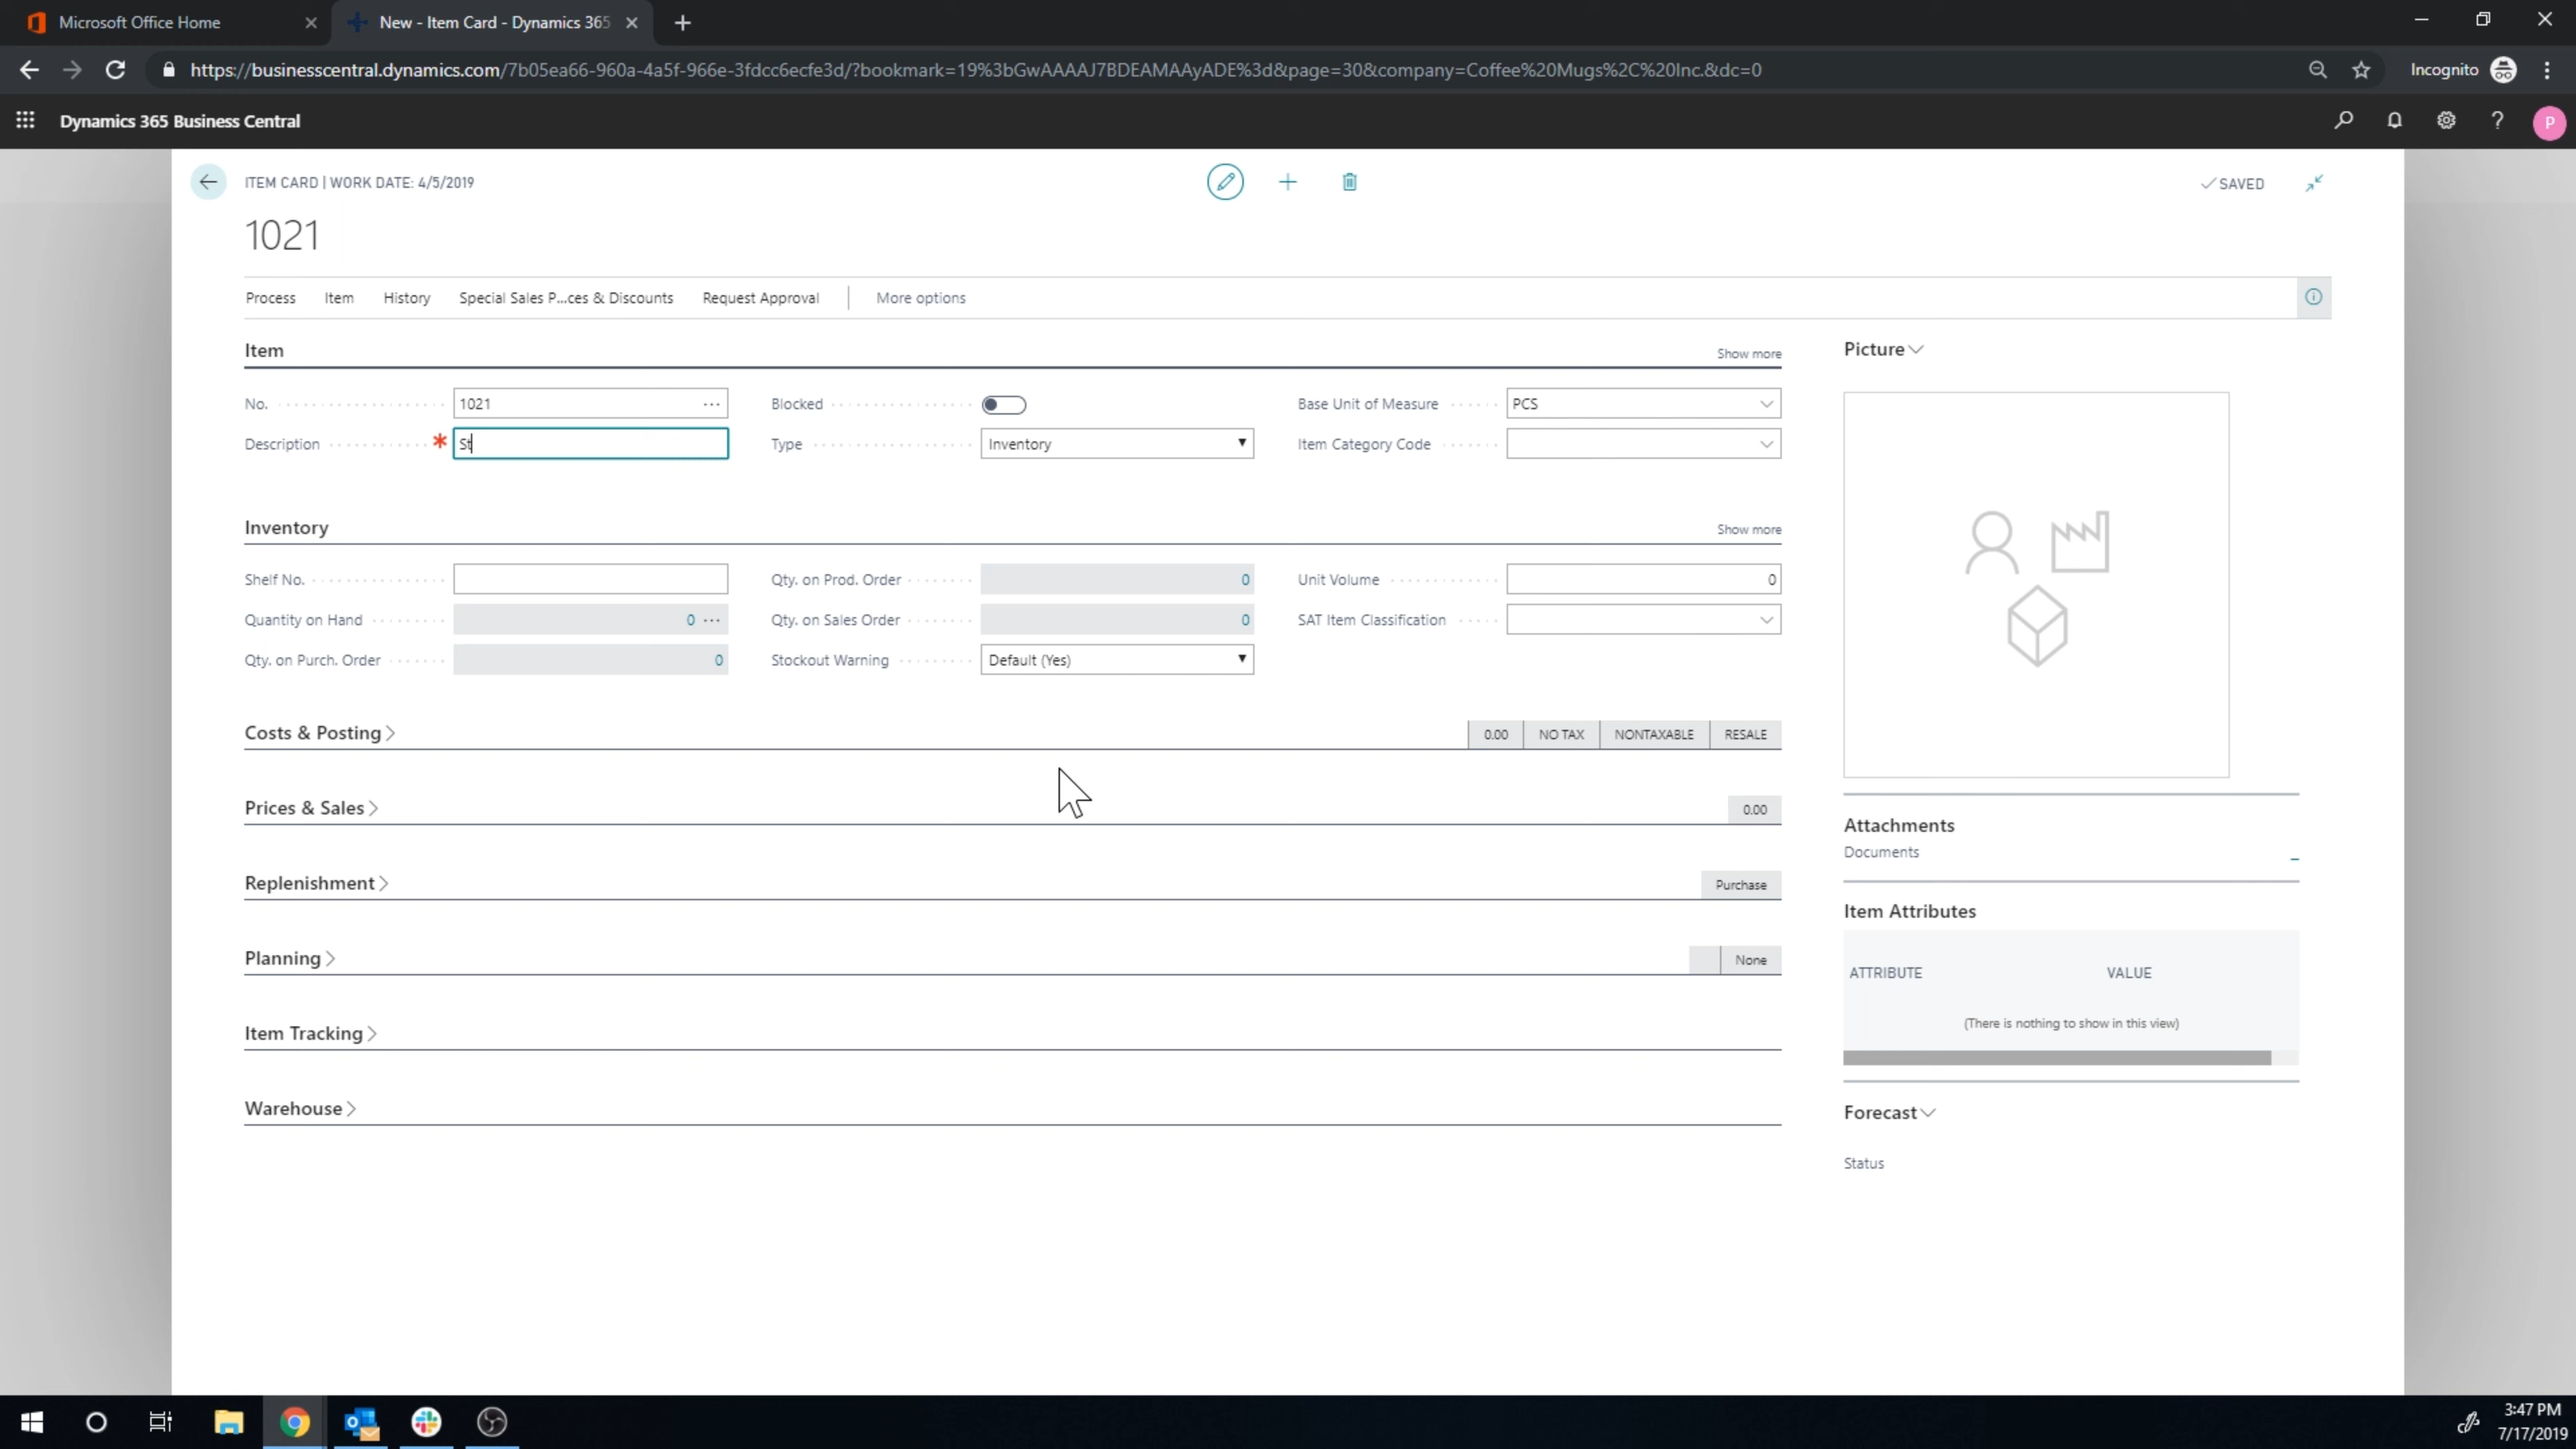 Microsoft Office Home
New - Item Card - Dynamics 365
https://businesscentral.dynamics.com/7b05ea66-960a-4a5f-966e-3fdcc6ecfe3d/?bookmark=19%3bGwAAAAJ7BDEAMAAyADE%3d&page=30&company=Coffee%20Mugs%2C%20Inc.&dc=0
Incognito
Dynamics 365 Business Central
P
ITEM CARD | WORK DATE: 4/5/2019
SAVED
1021
Process Item History Special Sales P...ces & Discounts Request Approval More options
Item
Show more
Picture
No. 1021 ···
Blocked
Base Unit of Measure PCS
Description * St
Type Inventory
Item Category Code
Inventory
Show more
Shelf No.
Qty. on Prod. Order 0
Unit Volume 0
Quantity on Hand 0 ···
Qty. on Sales Order 0
SAT Item Classification
Qty. on Purch. Order 0
Stockout Warning Default (Yes)
Costs & Posting
0.00 NO TAX NONTAXABLE RESALE
Prices & Sales
0.00
Attachments
Documents _
Replenishment
Purchase
Item Attributes
Planning
None
ATTRIBUTE VALUE
(There is nothing to show in this view)
Item Tracking
Warehouse
Forecast
Status
3:47 PM
7/17/2019